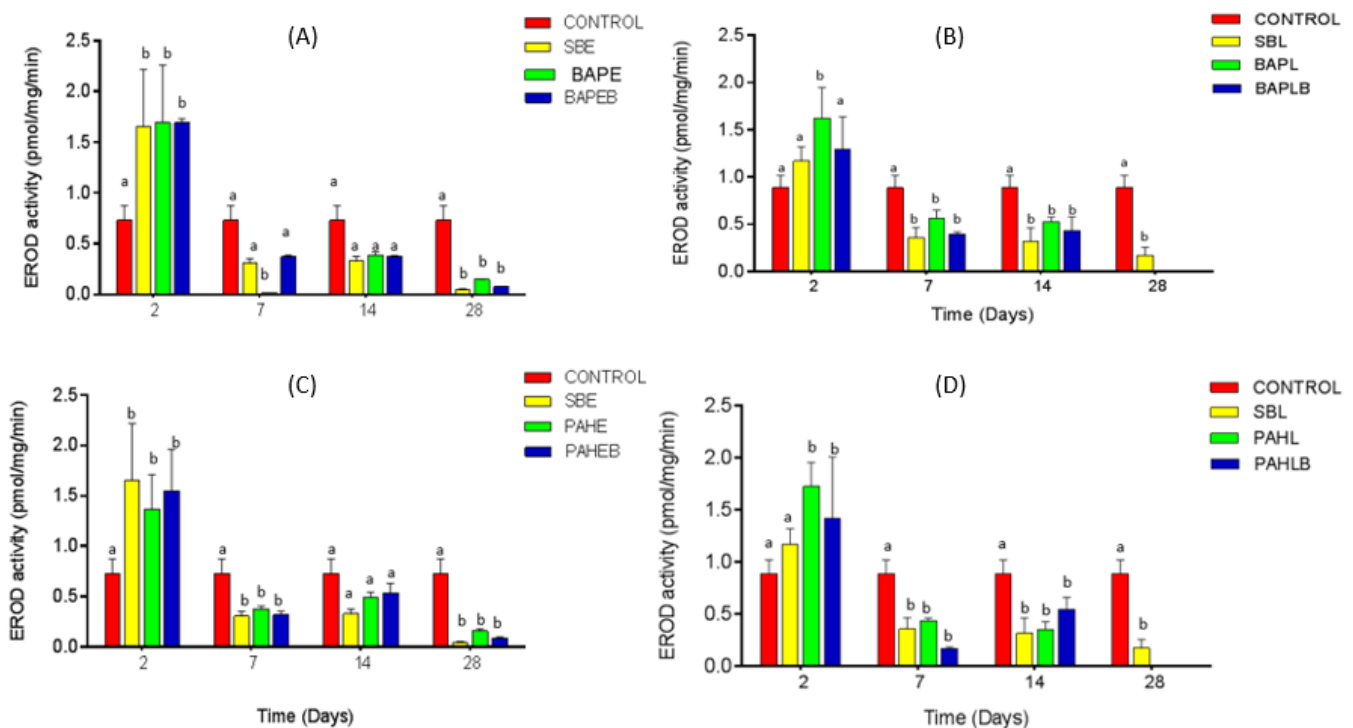 (A)
CONTROL
SBE
BAPE
BAPEB
EROD activity (pmol/mg/min)
2.5
2.0
1.5
1.0
0.5
0.0
a b b b
a a b a
a a a a
a b b b
2 7 14 28
(B)
CONTROL
SBL
BAPL
BAPLB
EROD activity (pmol/mg/min)
2.5
2.0
1.5
1.0
0.5
0.0
a a b a
a b b b
a b b b
a b
2 7 14 28
Time (Days)
(C)
CONTROL
SBE
PAHE
PAHEB
EROD activity (pmol/mg/min)
2.5
2.0
1.5
1.0
0.5
0.0
a b b b
a b b b
a a a a
a b b b
2 7 14 28
Time (Days)
(D)
CONTROL
SBL
PAHL
PAHLB
EROD activity (pmol/mg/min)
2.5
2.0
1.5
1.0
0.5
0.0
a a b b
a b b b
a b b b
a b
2 7 14 28
Time (Days)